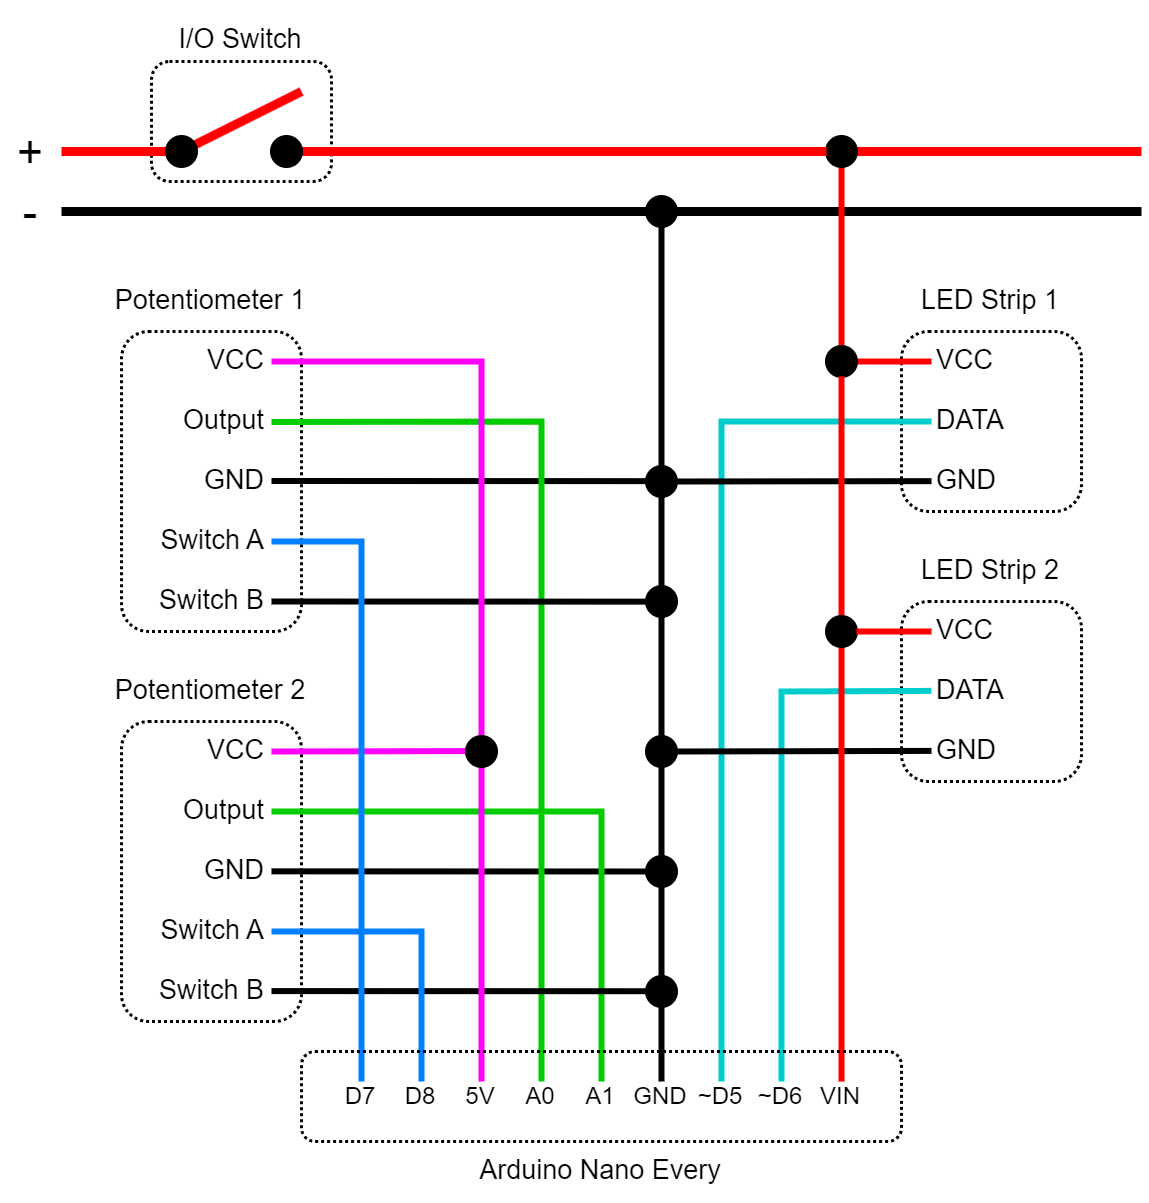 I/O Switch
+
-
Potentiometer 1
VCC
Output
GND
Switch A
Switch B
LED Strip 1
VCC
DATA
GND
LED Strip 2
VCC
DATA
GND
Potentiometer 2
VCC
Output
GND
Switch A
Switch B
D7 D8 5V A0 A1 GND ~D5 ~D6 VIN
Arduino Nano Every